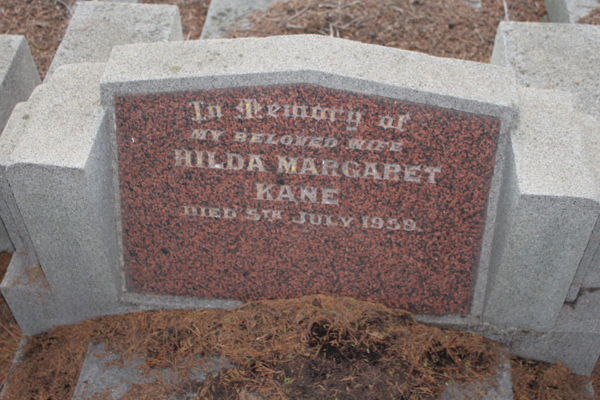 In Memory of
MY BELOVED WIFE
HILDA MARGARET
KANE
DIED 5TH JULY 1959.